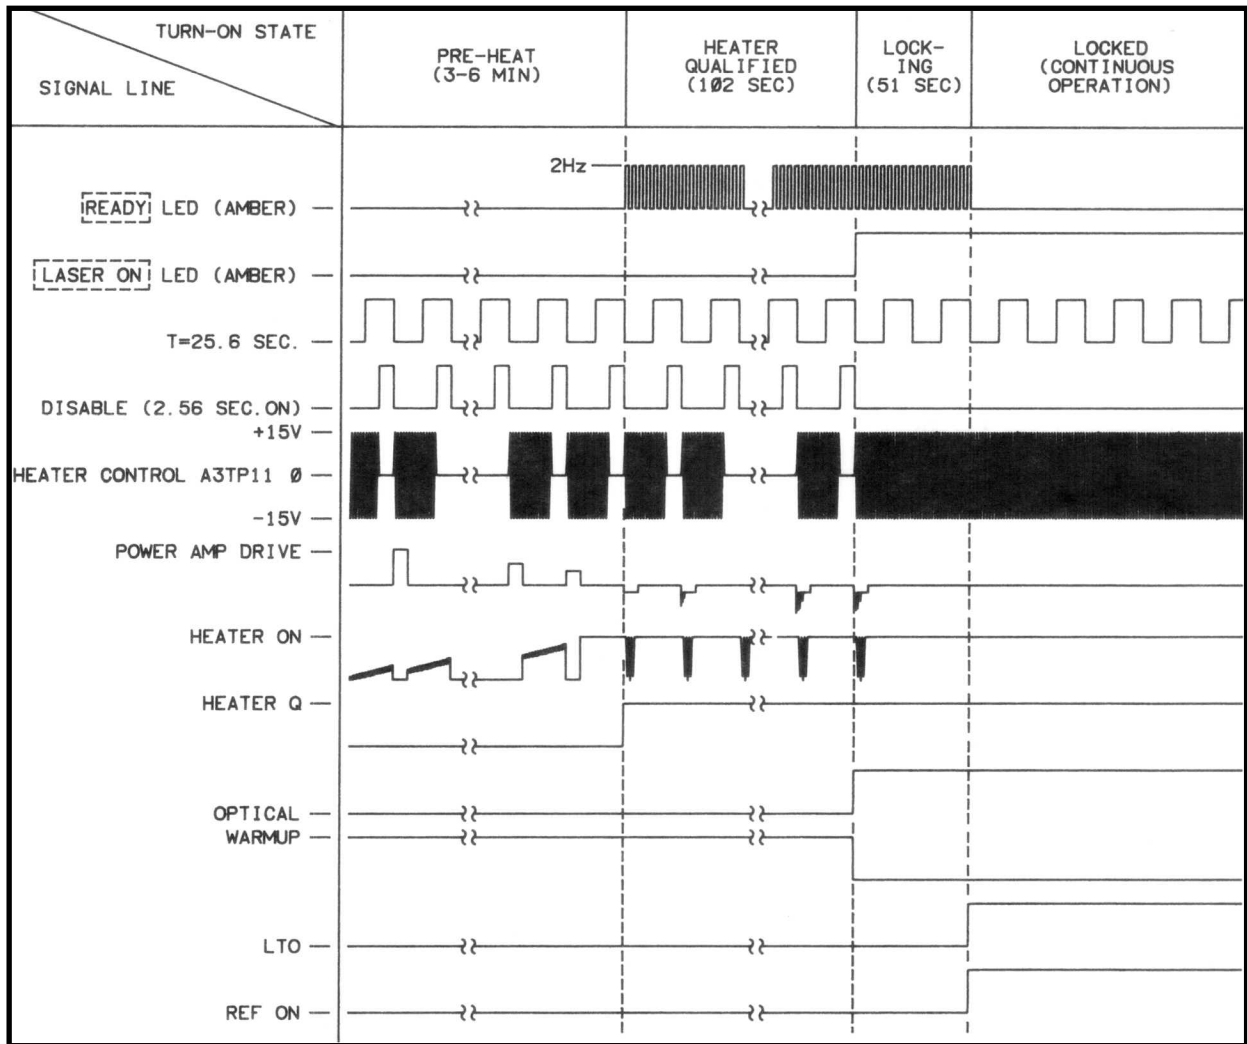 TURN-ON STATE
SIGNAL LINE
PRE-HEAT
(3-6 MIN)
HEATER
QUALIFIED
(102 SEC)
LOCK-
ING
(51 SEC)
LOCKED
(CONTINUOUS
OPERATION)
2Hz
READY LED (AMBER)
LASER ON LED (AMBER)
T=25.6 SEC.
DISABLE (2.56 SEC.ON)
+15V
HEATER CONTROL A3TP11 0
-15V
POWER AMP DRIVE
HEATER ON
HEATER Q
OPTICAL
WARMUP
LTO
REF ON